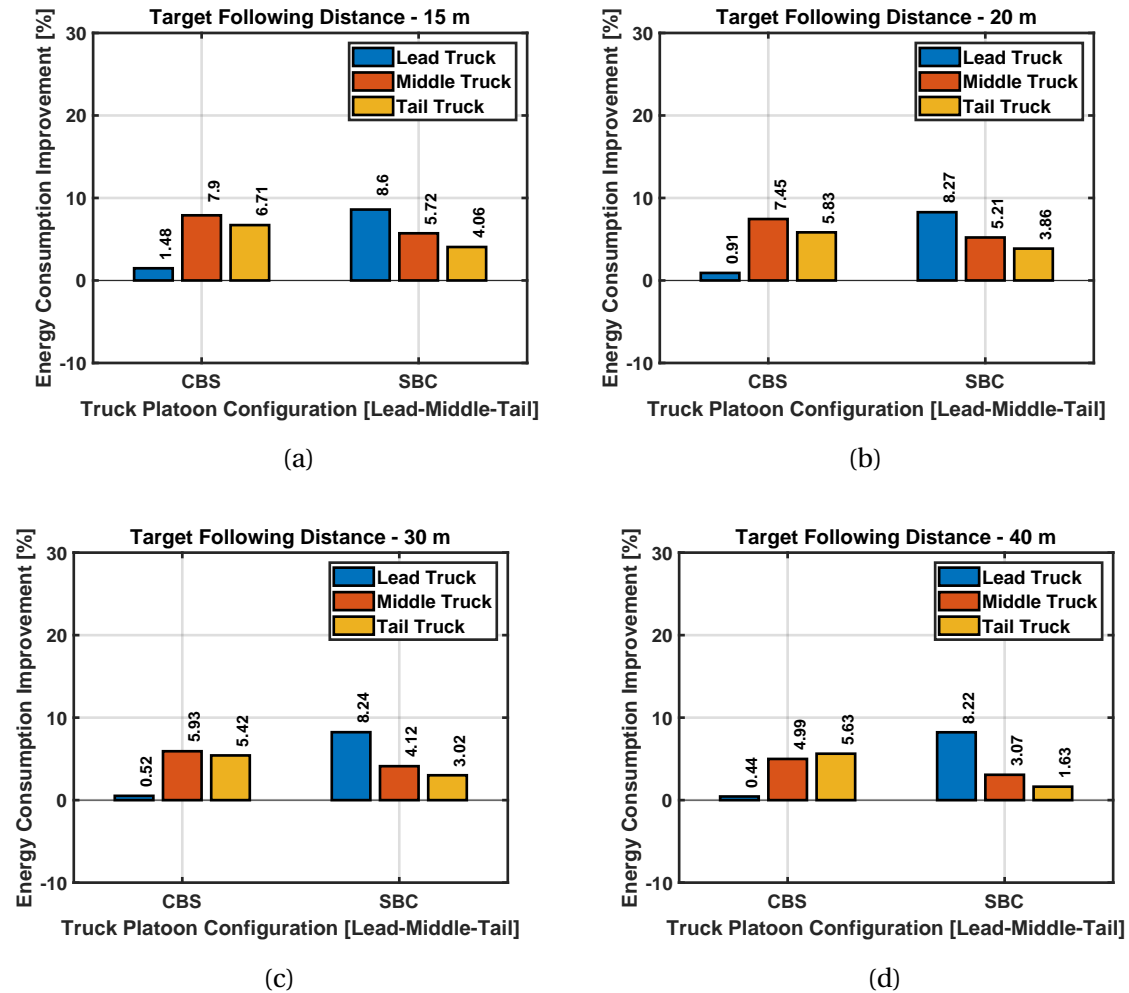 Target Following Distance - 15 m
Energy Consumption Improvement [%]
30
20
10
0
-10
Lead Truck
Middle Truck
Tail Truck
1.48
7.9
6.71
8.6
5.72
4.06
CBS
SBC
Truck Platoon Configuration [Lead-Middle-Tail]
(a)
Target Following Distance - 20 m
Energy Consumption Improvement [%]
30
20
10
0
-10
Lead Truck
Middle Truck
Tail Truck
0.91
7.45
5.83
8.27
5.21
3.86
CBS
SBC
Truck Platoon Configuration [Lead-Middle-Tail]
(b)
Target Following Distance - 30 m
Energy Consumption Improvement [%]
30
20
10
0
-10
Lead Truck
Middle Truck
Tail Truck
0.52
5.93
5.42
8.24
4.12
3.02
CBS
SBC
Truck Platoon Configuration [Lead-Middle-Tail]
(c)
Target Following Distance - 40 m
Energy Consumption Improvement [%]
30
20
10
0
-10
Lead Truck
Middle Truck
Tail Truck
0.44
4.99
5.63
8.22
3.07
1.63
CBS
SBC
Truck Platoon Configuration [Lead-Middle-Tail]
(d)